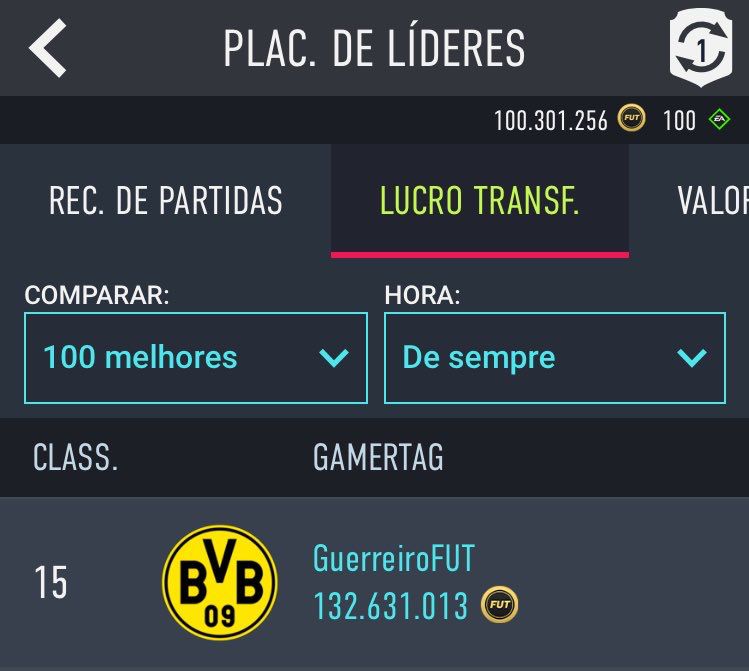 PLAC. DE LÍDERES
1
100.301.256 FUT 100 EA
REC. DE PARTIDAS LUCRO TRANSF. VALOR
COMPARAR: HORA:
100 melhores De sempre
CLASS. GAMERTAG
15 BVB 09 GuerreiroFUT
132.631.013 FUT